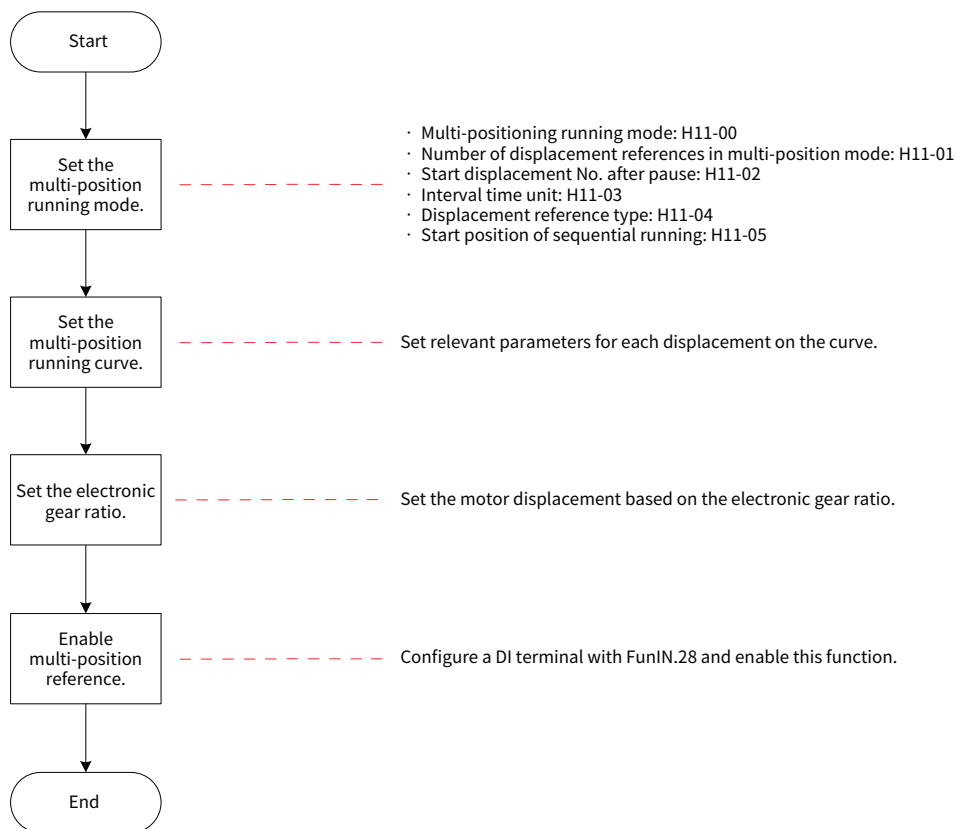 Start
Set the
multi-position
running mode.
· Multi-positioning running mode: H11-00
· Number of displacement references in multi-position mode: H11-01
· Start displacement No. after pause: H11-02
· Interval time unit: H11-03
· Displacement reference type: H11-04
· Start position of sequential running: H11-05
Set the
multi-position
running curve.
Set relevant parameters for each displacement on the curve.
Set the electronic
gear ratio.
Set the motor displacement based on the electronic gear ratio.
Enable
multi-position
reference.
Configure a DI terminal with FunIN.28 and enable this function.
End